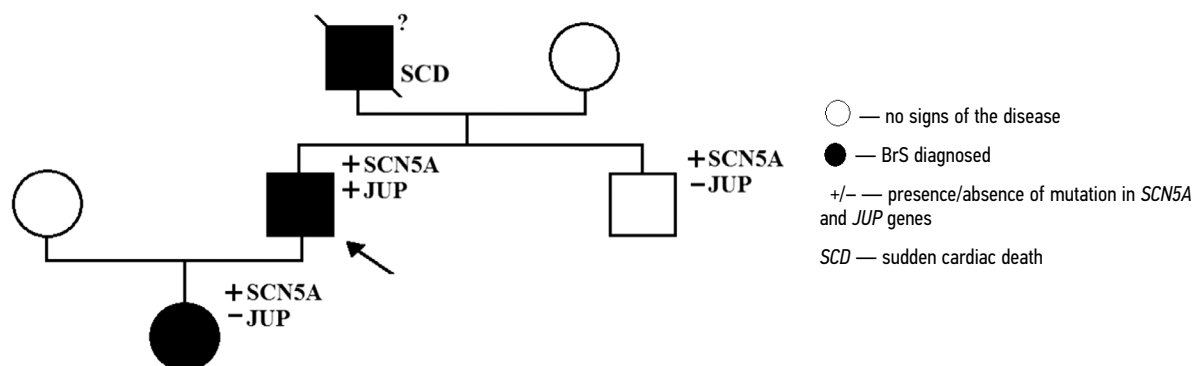 ?
SCD
+SCN5A
+JUP
+SCN5A
−JUP
+SCN5A
−JUP
— no signs of the disease
— BrS diagnosed
+/− — presence/absence of mutation in SCN5A
and JUP genes
SCD — sudden cardiac death